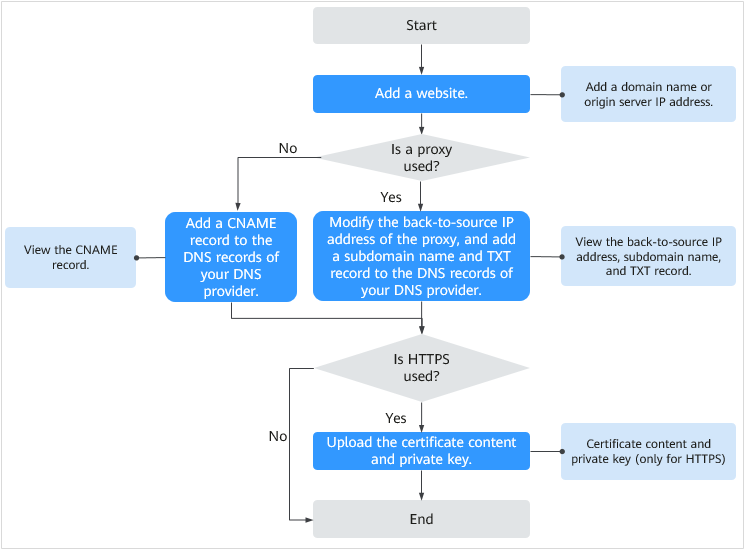 Start
Add a website.
Add a domain name or
origin server IP address.
Is a proxy
used?
No
Yes
View the CNAME
record.
Add a CNAME
record to the
DNS records of
your DNS
provider.
Modify the back-to-source IP
address of the proxy, and add
a subdomain name and TXT
record to the DNS records of
your DNS provider.
View the back-to-source IP
address, subdomain name,
and TXT record.
Is HTTPS
used?
Yes
No
Upload the certificate content
and private key.
Certificate content and
private key (only for HTTPS)
End